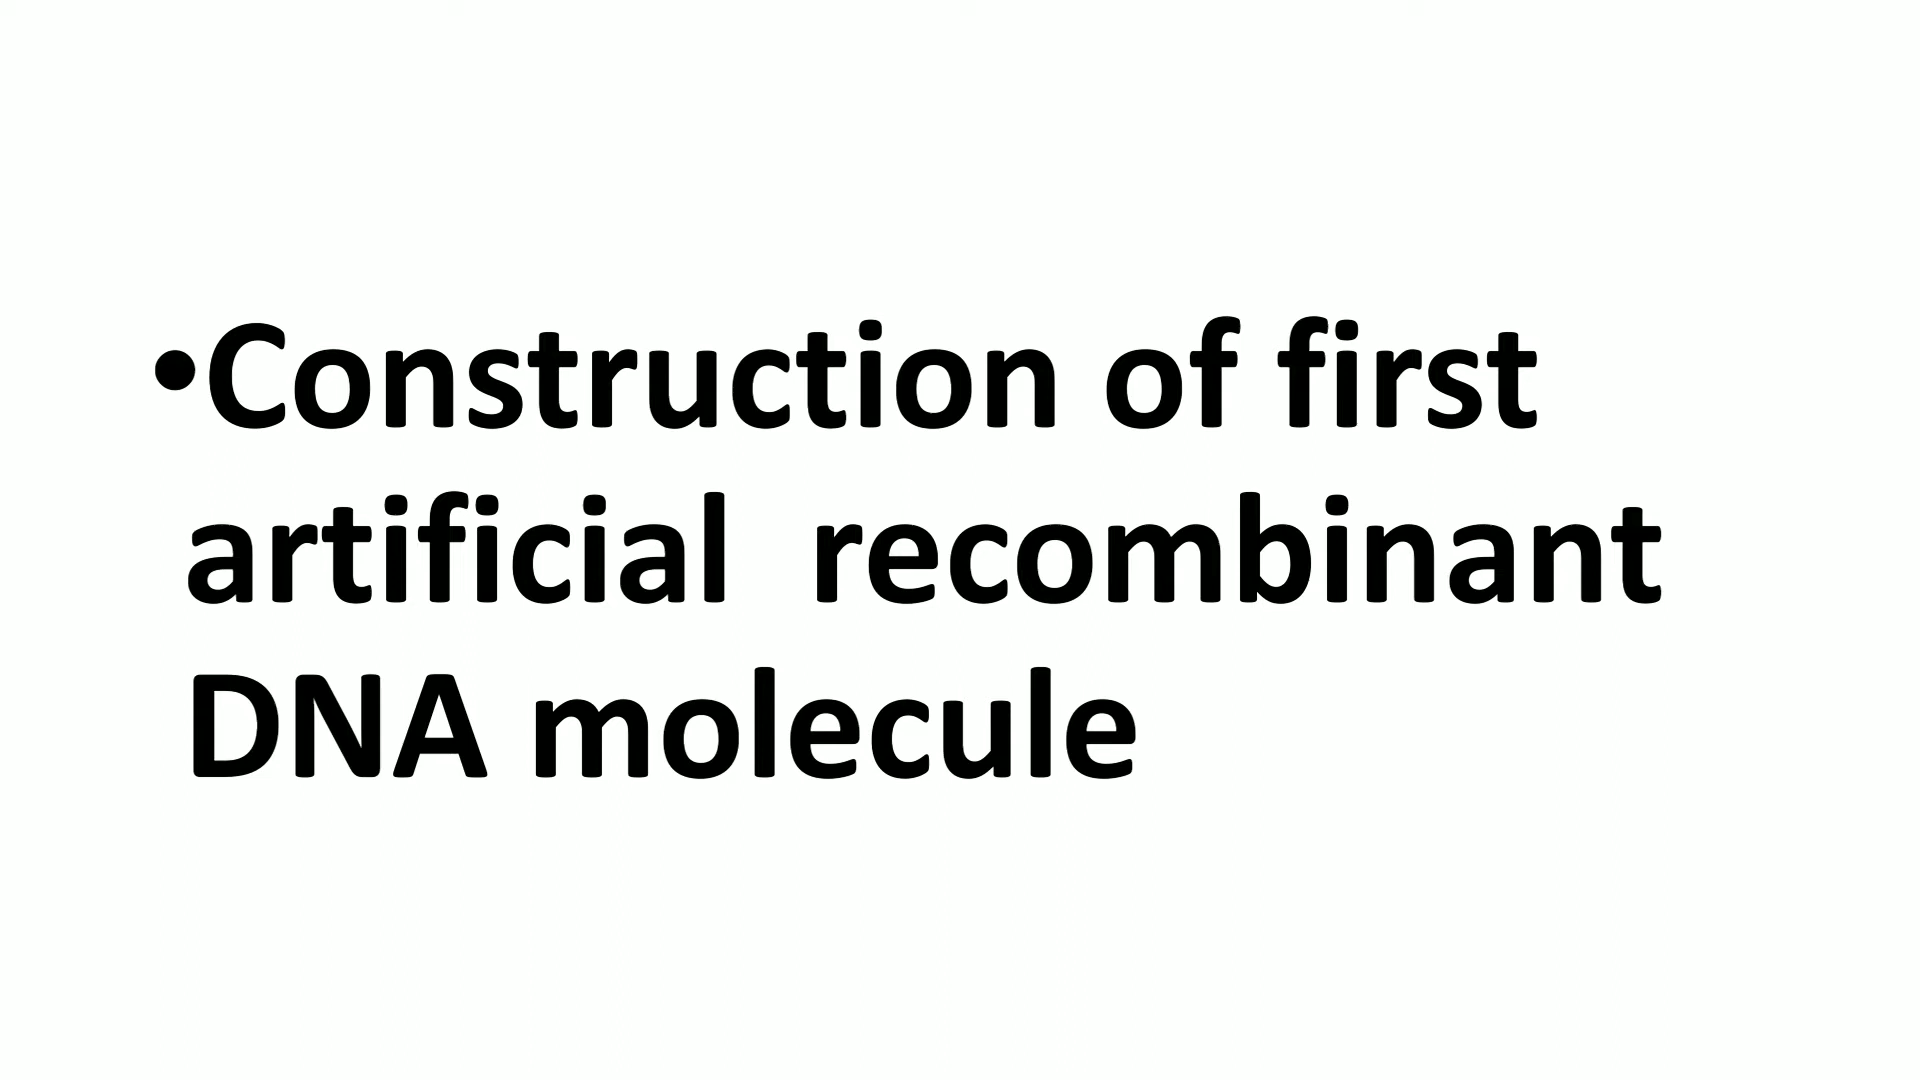 •Construction of first
artificial  recombinant
DNA molecule